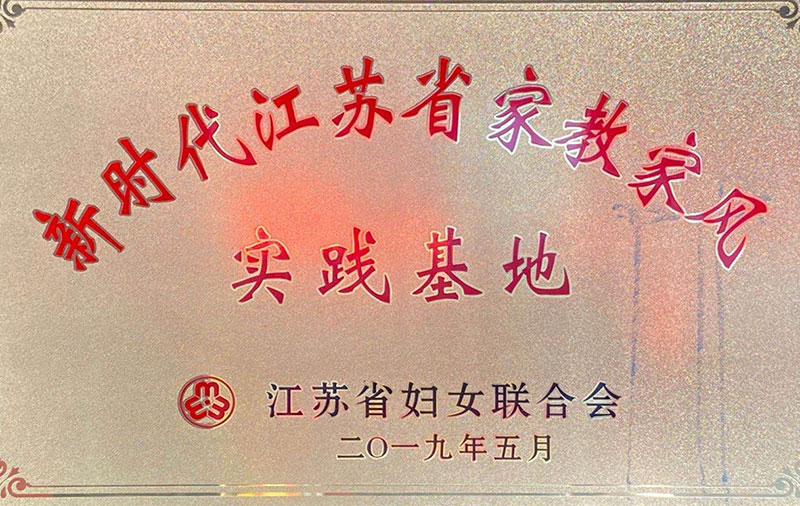 新时代江苏省家教家风
实践基地
江苏省妇女联合会
二〇一九年五月